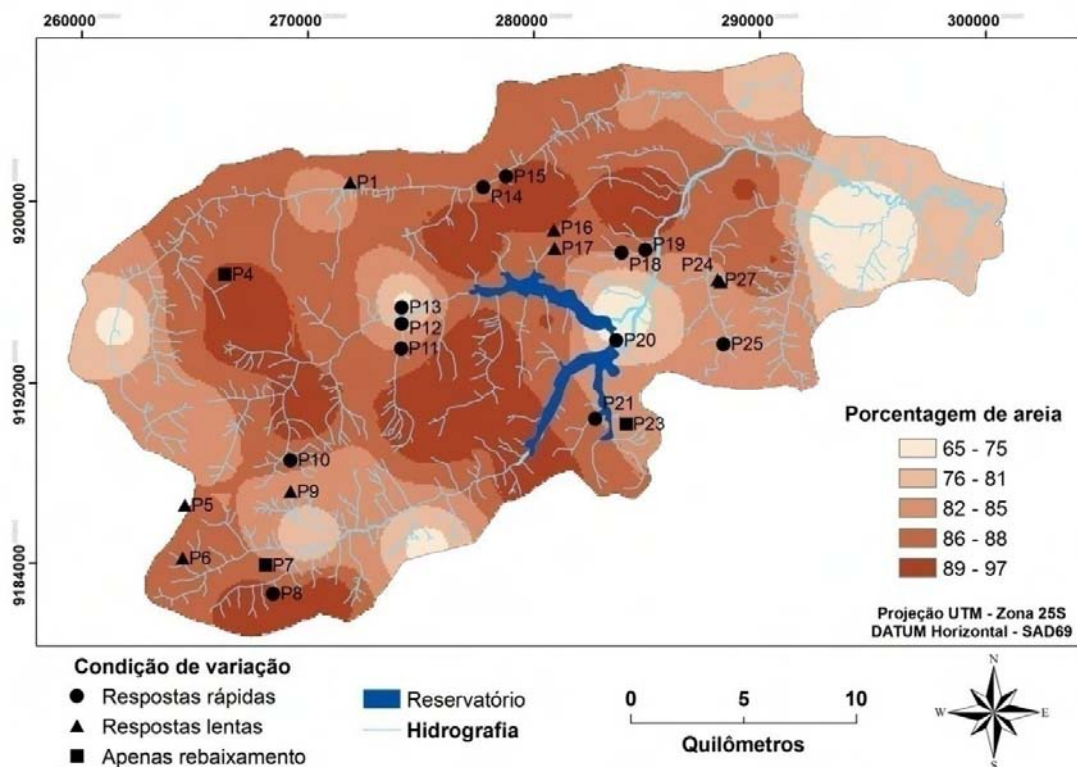 260000 270000 280000 290000 300000
9200000
9192000
9184000
P1
P15
P14
P16
P17
P19
P18
P24
P27
P4
P13
P12
P11
P20
P25
P21
P23
P10
P9
P5
P6
P7
P8
Porcentagem de areia
65 - 75
76 - 81
82 - 85
86 - 88
89 - 97
Projeção UTM - Zona 25S
DATUM Horizontal - SAD69
Condição de variação
Respostas rápidas
Respostas lentas
Apenas rebaixamento
Reservatório
Hidrografia
0 5 10
Quilômetros
N
W E
S